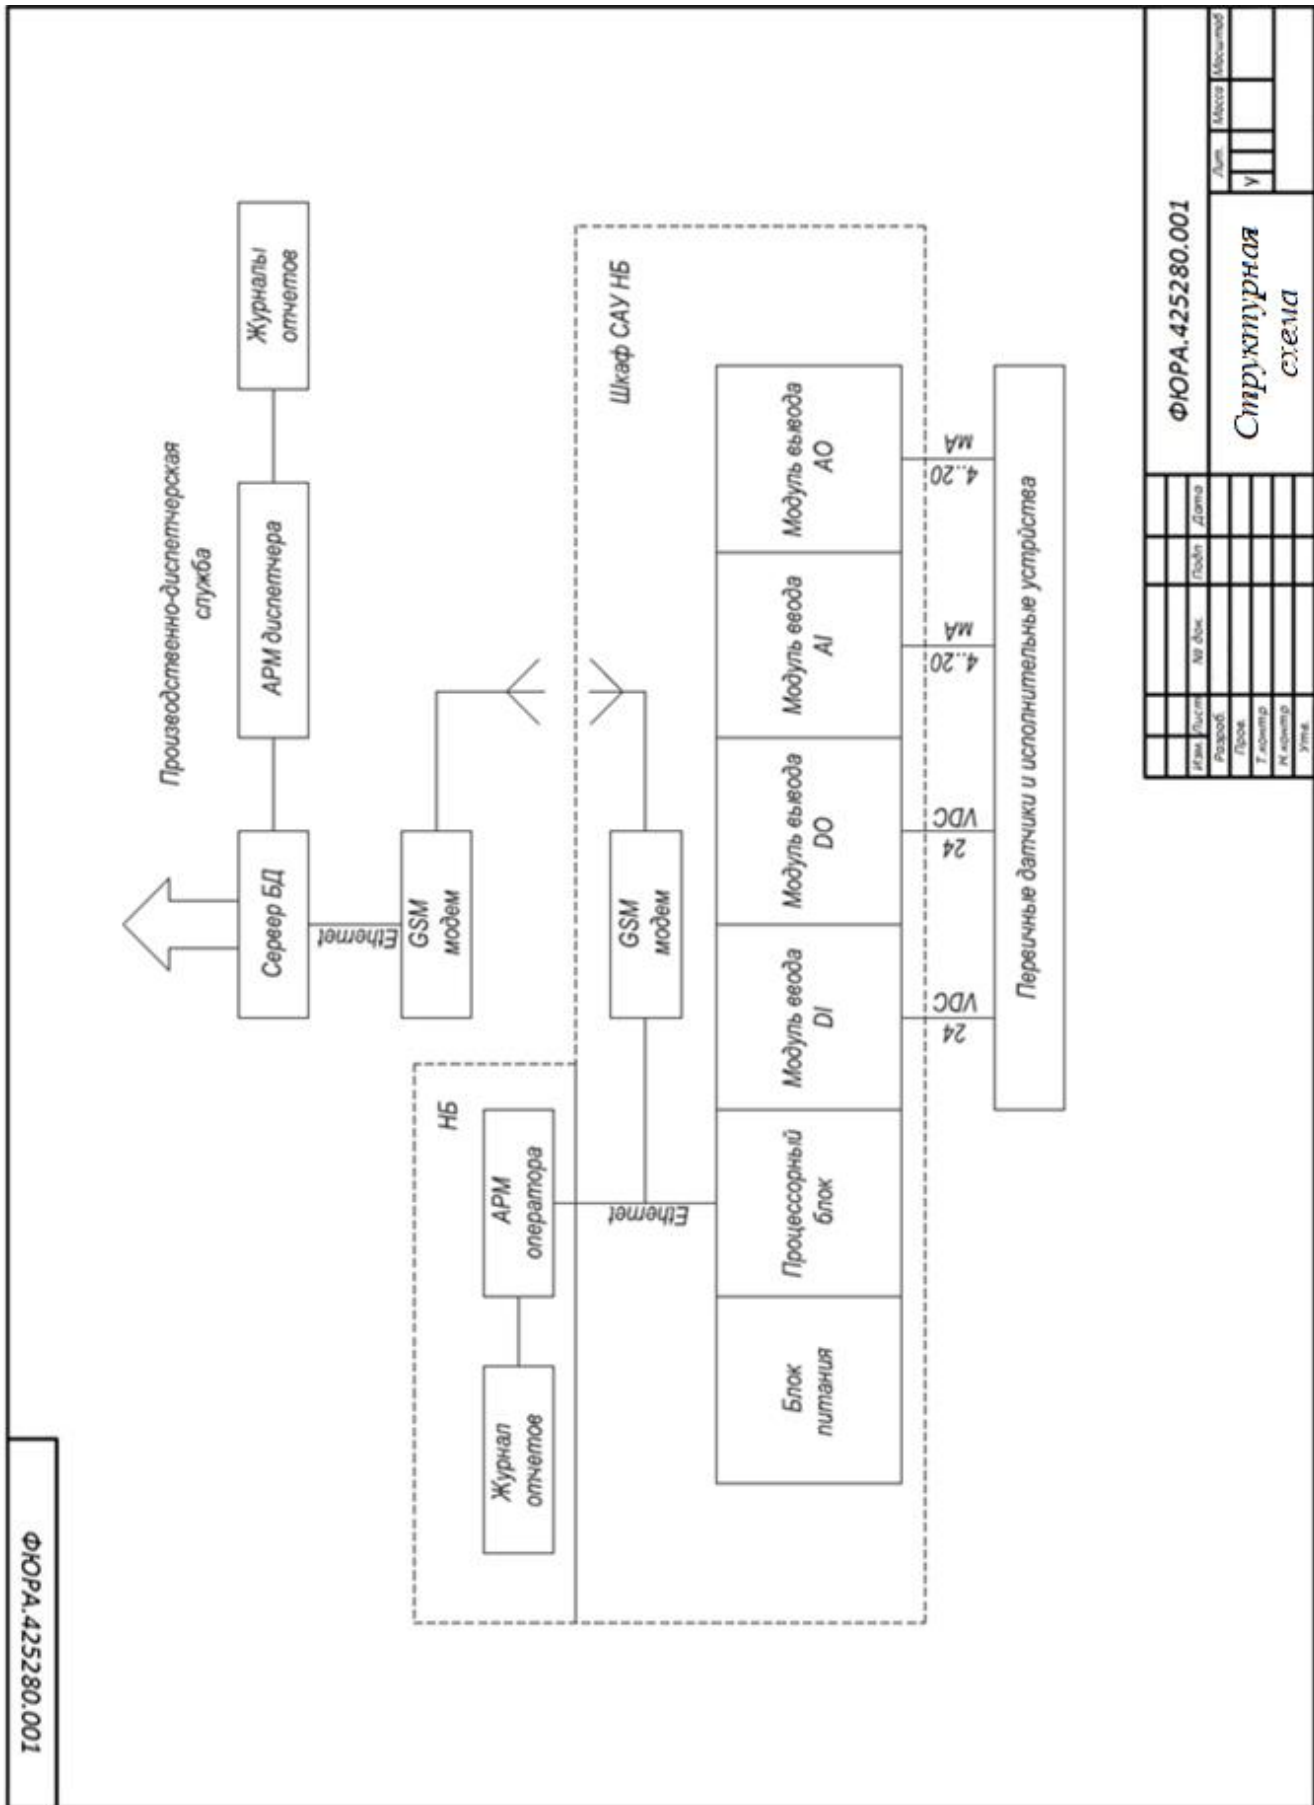 ФЮРА.425280.001
Производственно-диспетчерская
служба
Сервер БД
АРМ диспетчера
Журналы
отчетов
Ethernet
GSM
модем
НБ
Журнал
отчетов
АРМ
оператора
Шкаф САУ НБ
Ethernet
GSM
модем
Блок
питания
Процессорный
блок
Модуль ввода
DI
Модуль вывода
DO
Модуль ввода
AI
Модуль вывода
AO
24
VDC
24
VDC
4..20
мА
4..20
мА
Первичные датчики и исполнительные устрйства
ФЮРА.425280.001
Изм.
Лист
№ док.
Подп
Дата
Разраб.
Пров.
Т.контр
Н.контр
Утв.
Структурная
схема
Лит.
Масса
Масштаб
У